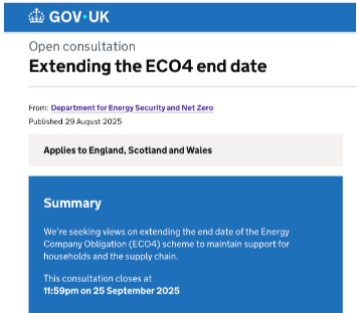 GOV·UK
Open consultation
Extending the ECO4 end date
From: Department for Energy Security and Net Zero
Published 29 August 2025
Applies to England, Scotland and Wales
Summary
We're seeking views on extending the end date of the Energy
Company Obligation (ECO4) scheme to maintain support for
households and the supply chain.
This consultation closes at
11:59pm on 25 September 2025